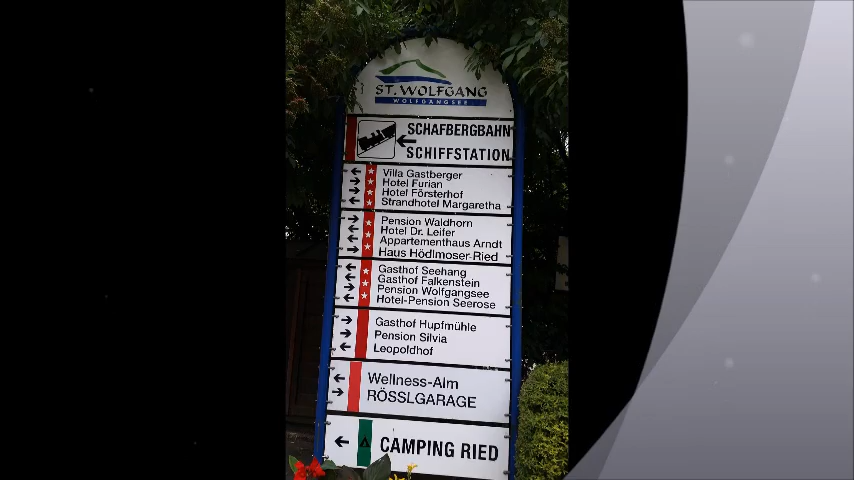 ST. WOLFGANG
WOLFGANGSEE
SCHAFBERGBAHN
SCHIFFSTATION
Villa Gastberger
Hotel Furian
Hotel Försterhof
Strandhotel Margaretha
Pension Waldhorn
Hotel Dr. Leifer
Appartementhaus Arndt
Haus Hödlmoser-Ried
Gasthof Seehang
Gasthof Falkenstein
Pension Wolfgangsee
Hotel-Pension Seerose
Gasthof Hupfmühle
Pension Silvia
Leopoldhof
Wellness-Alm
RÖSSLGARAGE
CAMPING RIED